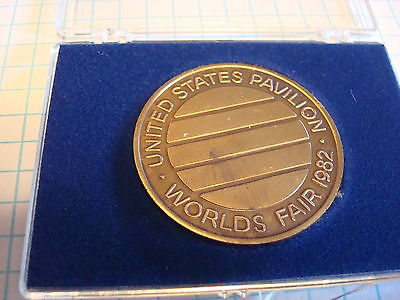 · UNITED STATES PAVILION ·
WORLDS FAIR 1982